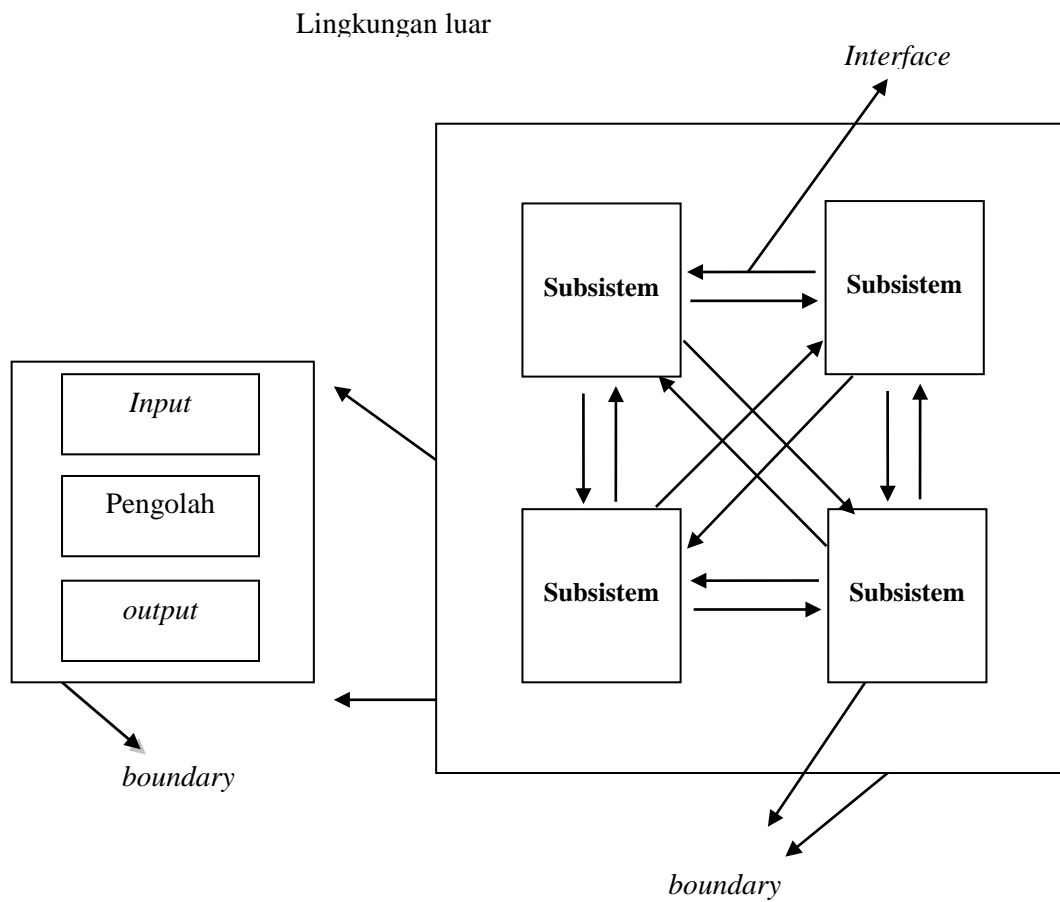 Lingkungan luar
Interface
Subsistem
Subsistem
Input
Pengolah
output
Subsistem
Subsistem
boundary
boundary